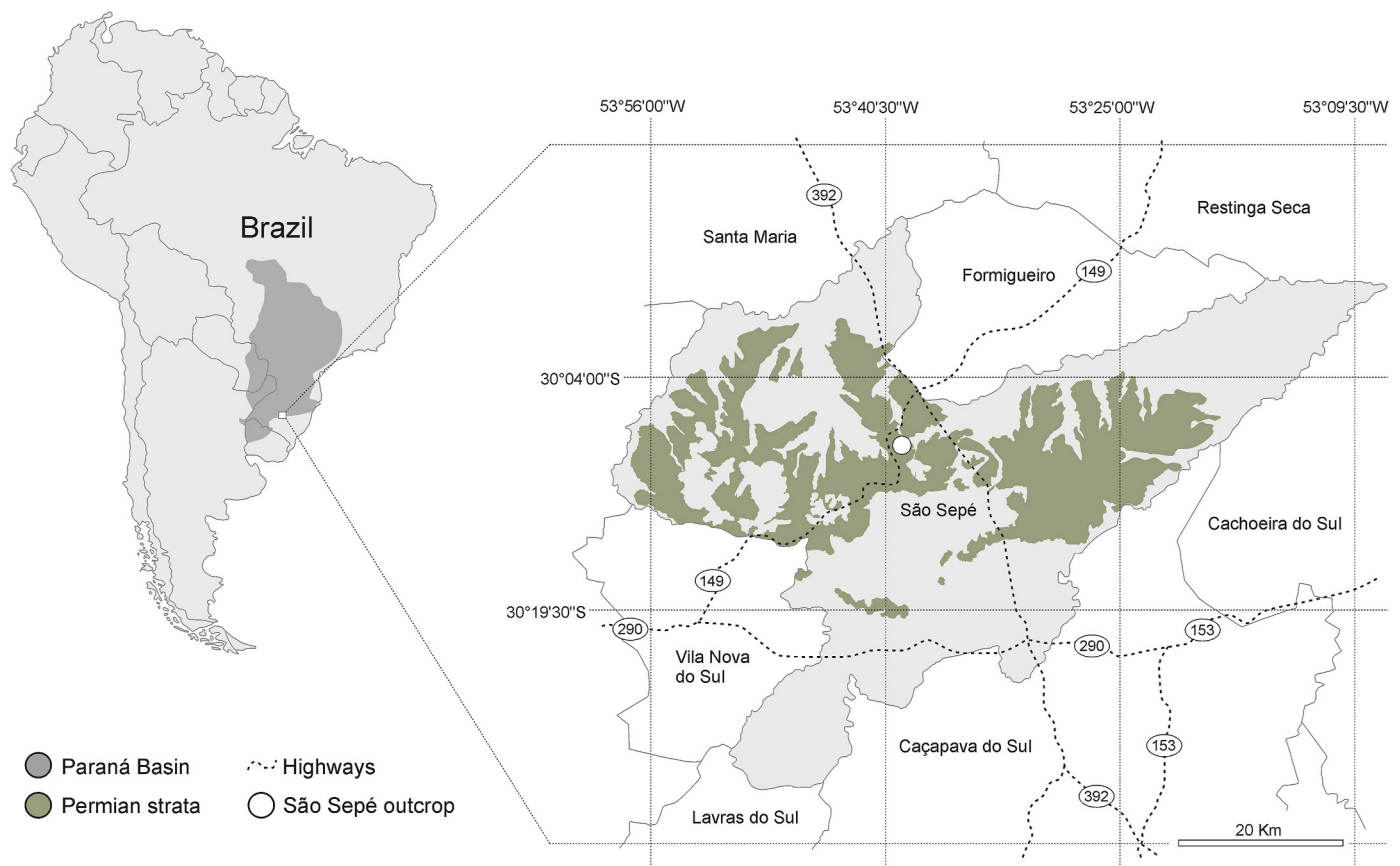 53°56'00"W
53°40'30"W
53°25'00"W
53°09'30"W
392
Restinga Seca
Santa Maria
Brazil
Formigueiro
149
30°04'00"S
São Sepé
Cachoeira do Sul
149
30°19'30"S
290
153
290
Vila Nova
do Sul
Caçapava do Sul
153
Paraná Basin
Highways
Permian strata
São Sepé outcrop
392
Lavras do Sul
20 Km